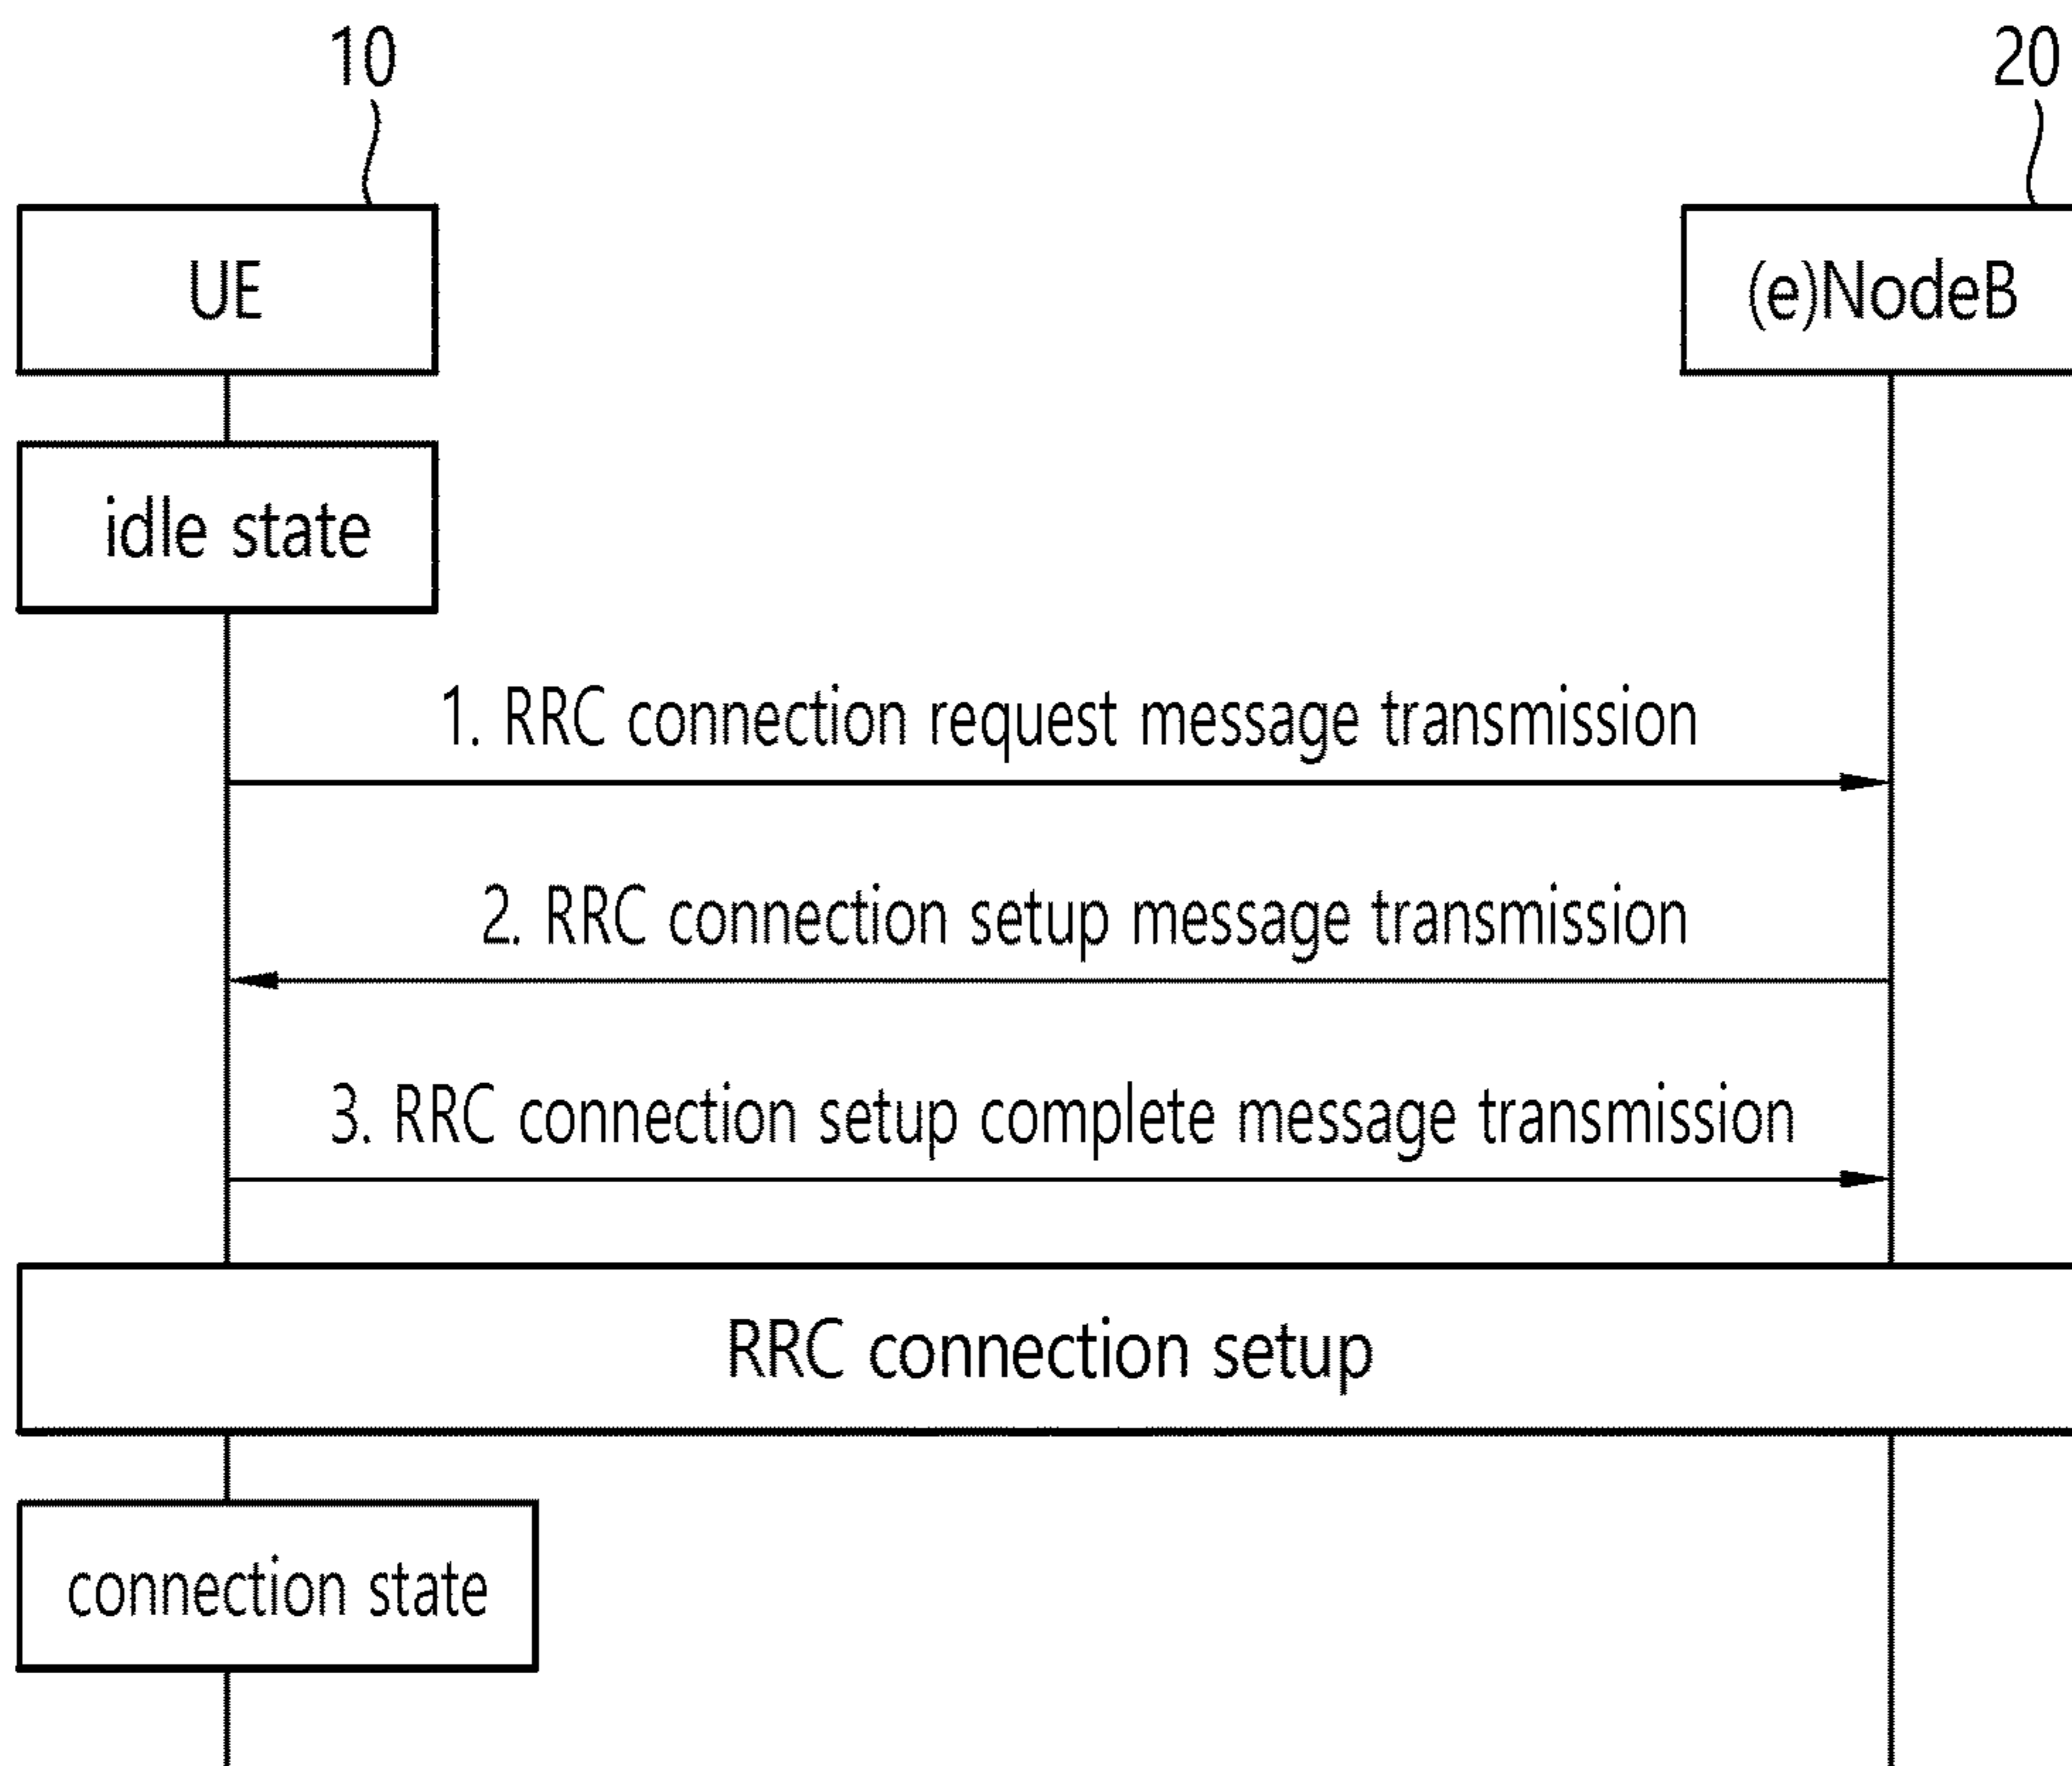 10
20
UE
(e)NodeB
idle state
1. RRC connection request message transmission
2. RRC connection setup message transmission
3. RRC connection setup complete message transmission
RRC connection setup
connection state